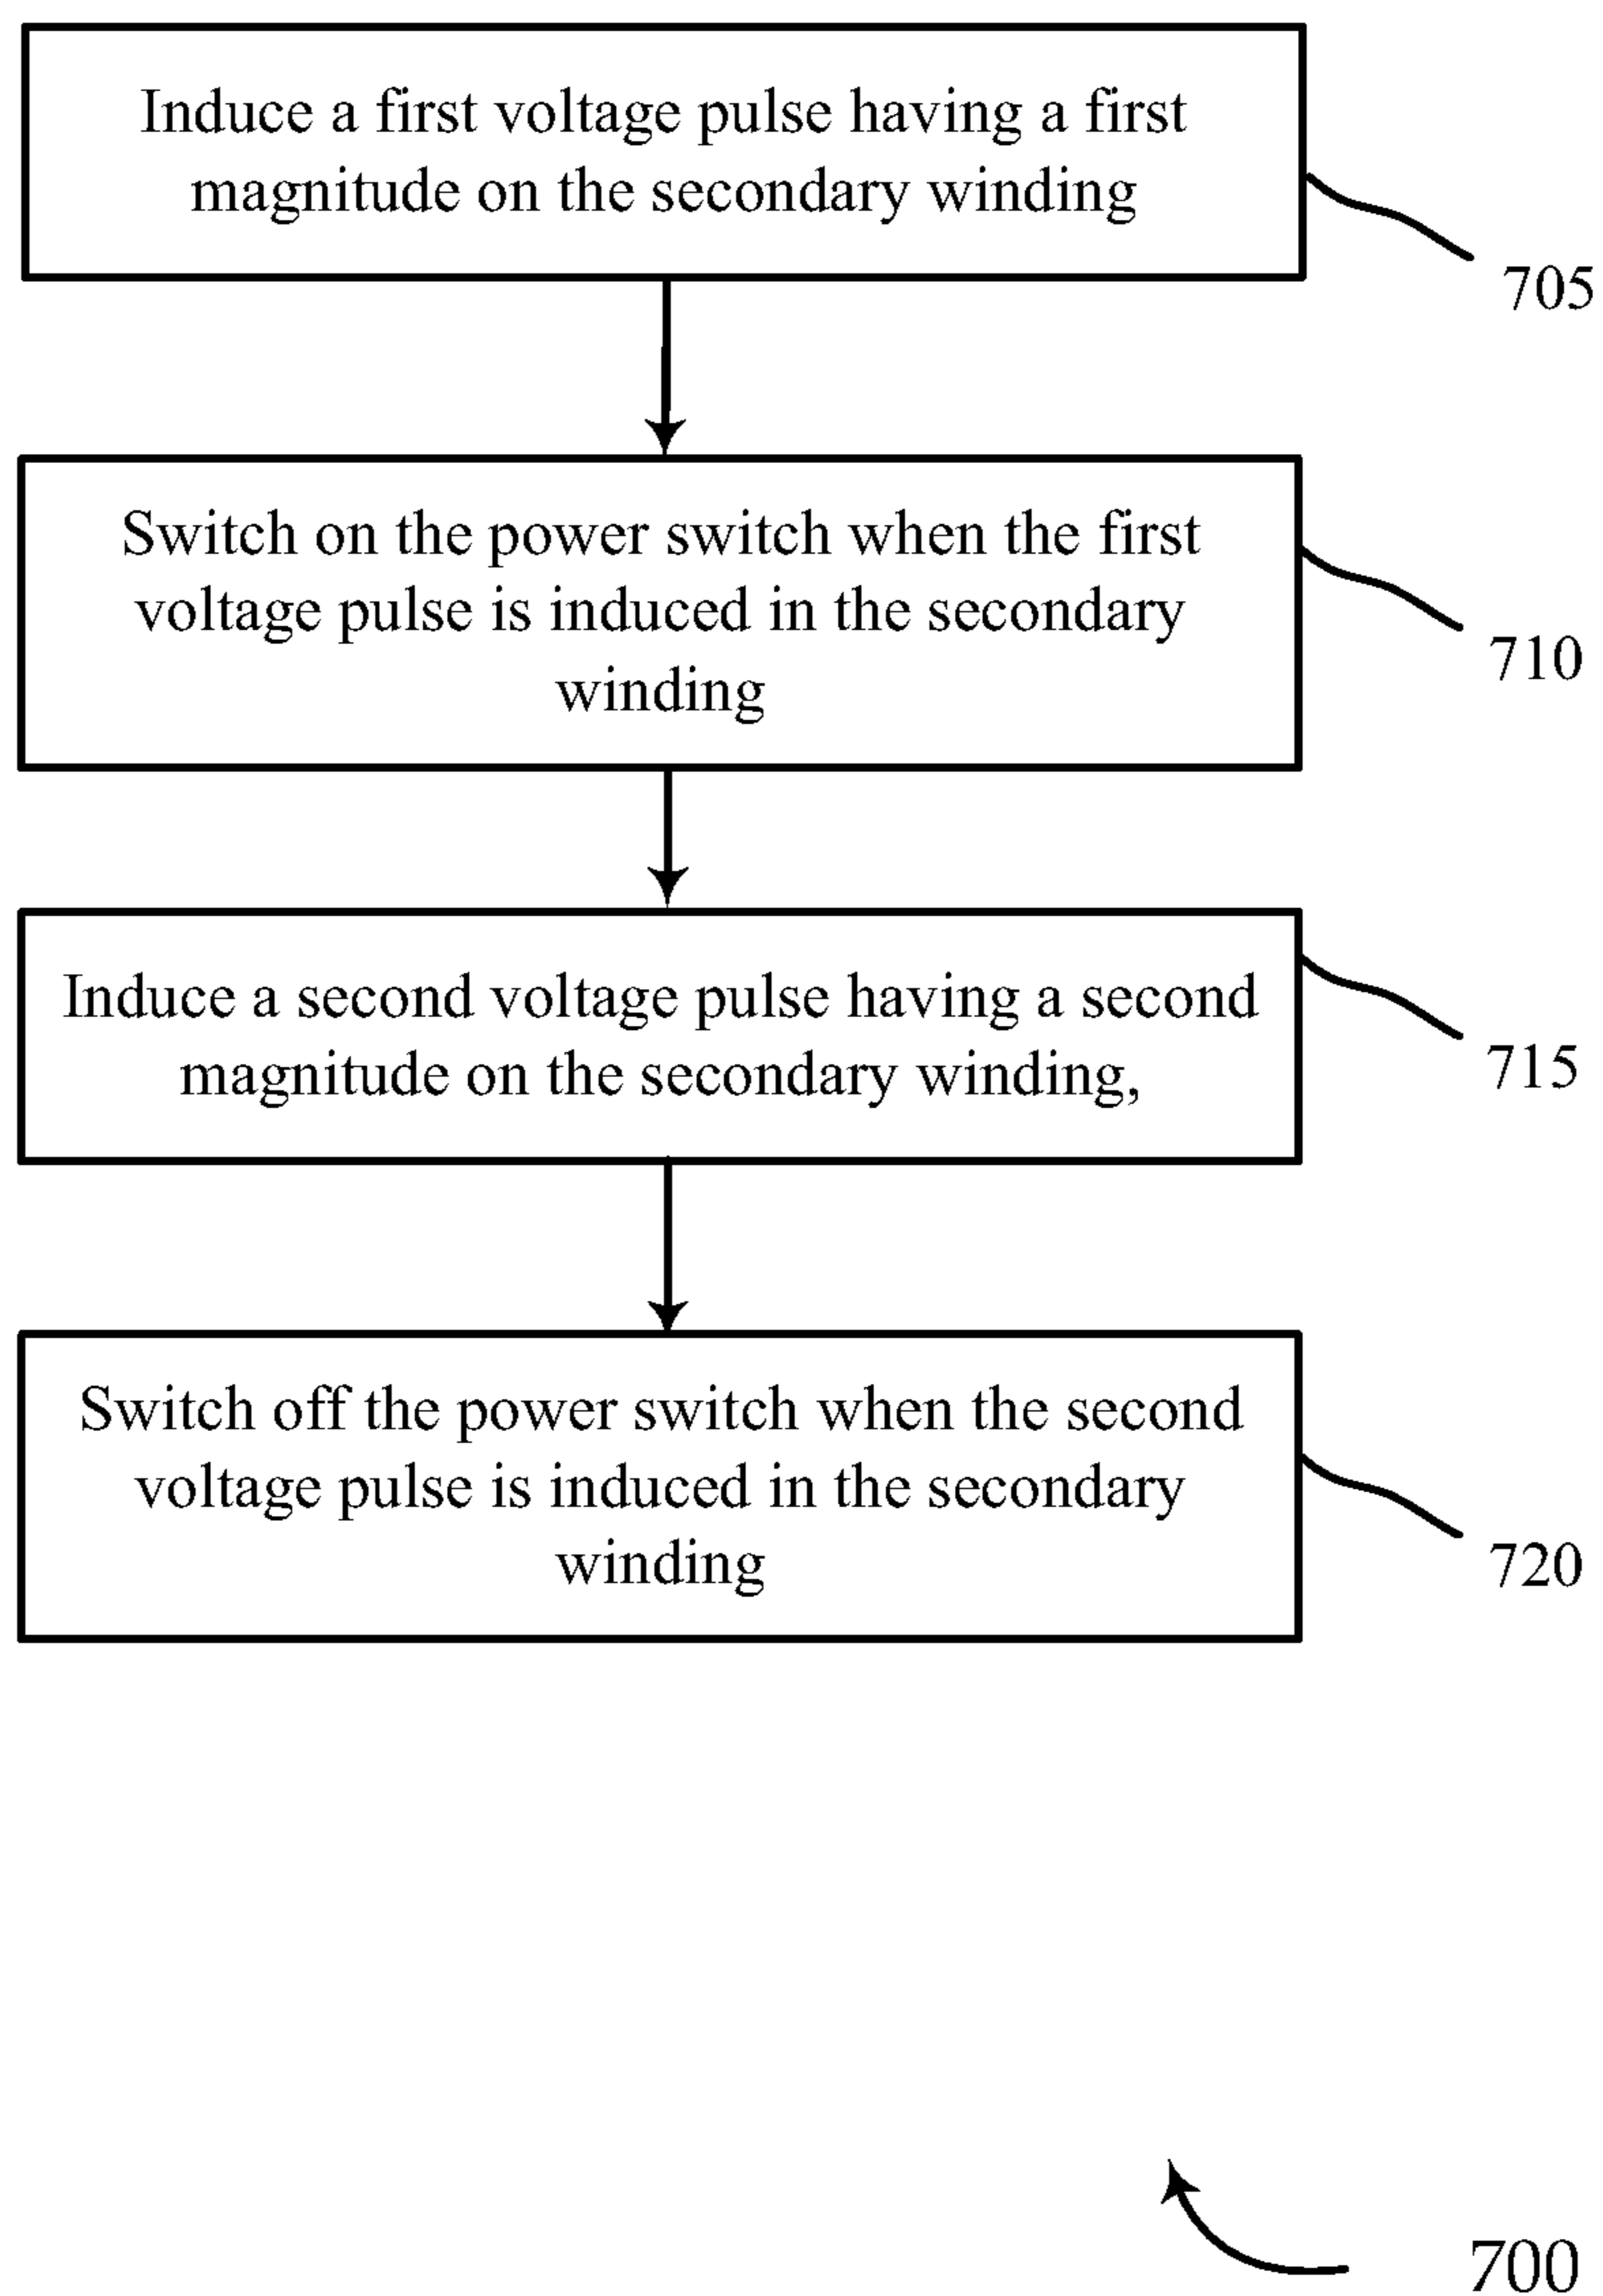 Induce a first voltage pulse having a first
magnitude on the secondary winding
705
Switch on the power switch when the first
voltage pulse is induced in the secondary
winding
710
Induce a second voltage pulse having a second
magnitude on the secondary winding,
715
Switch off the power switch when the second
voltage pulse is induced in the secondary
winding
720
700